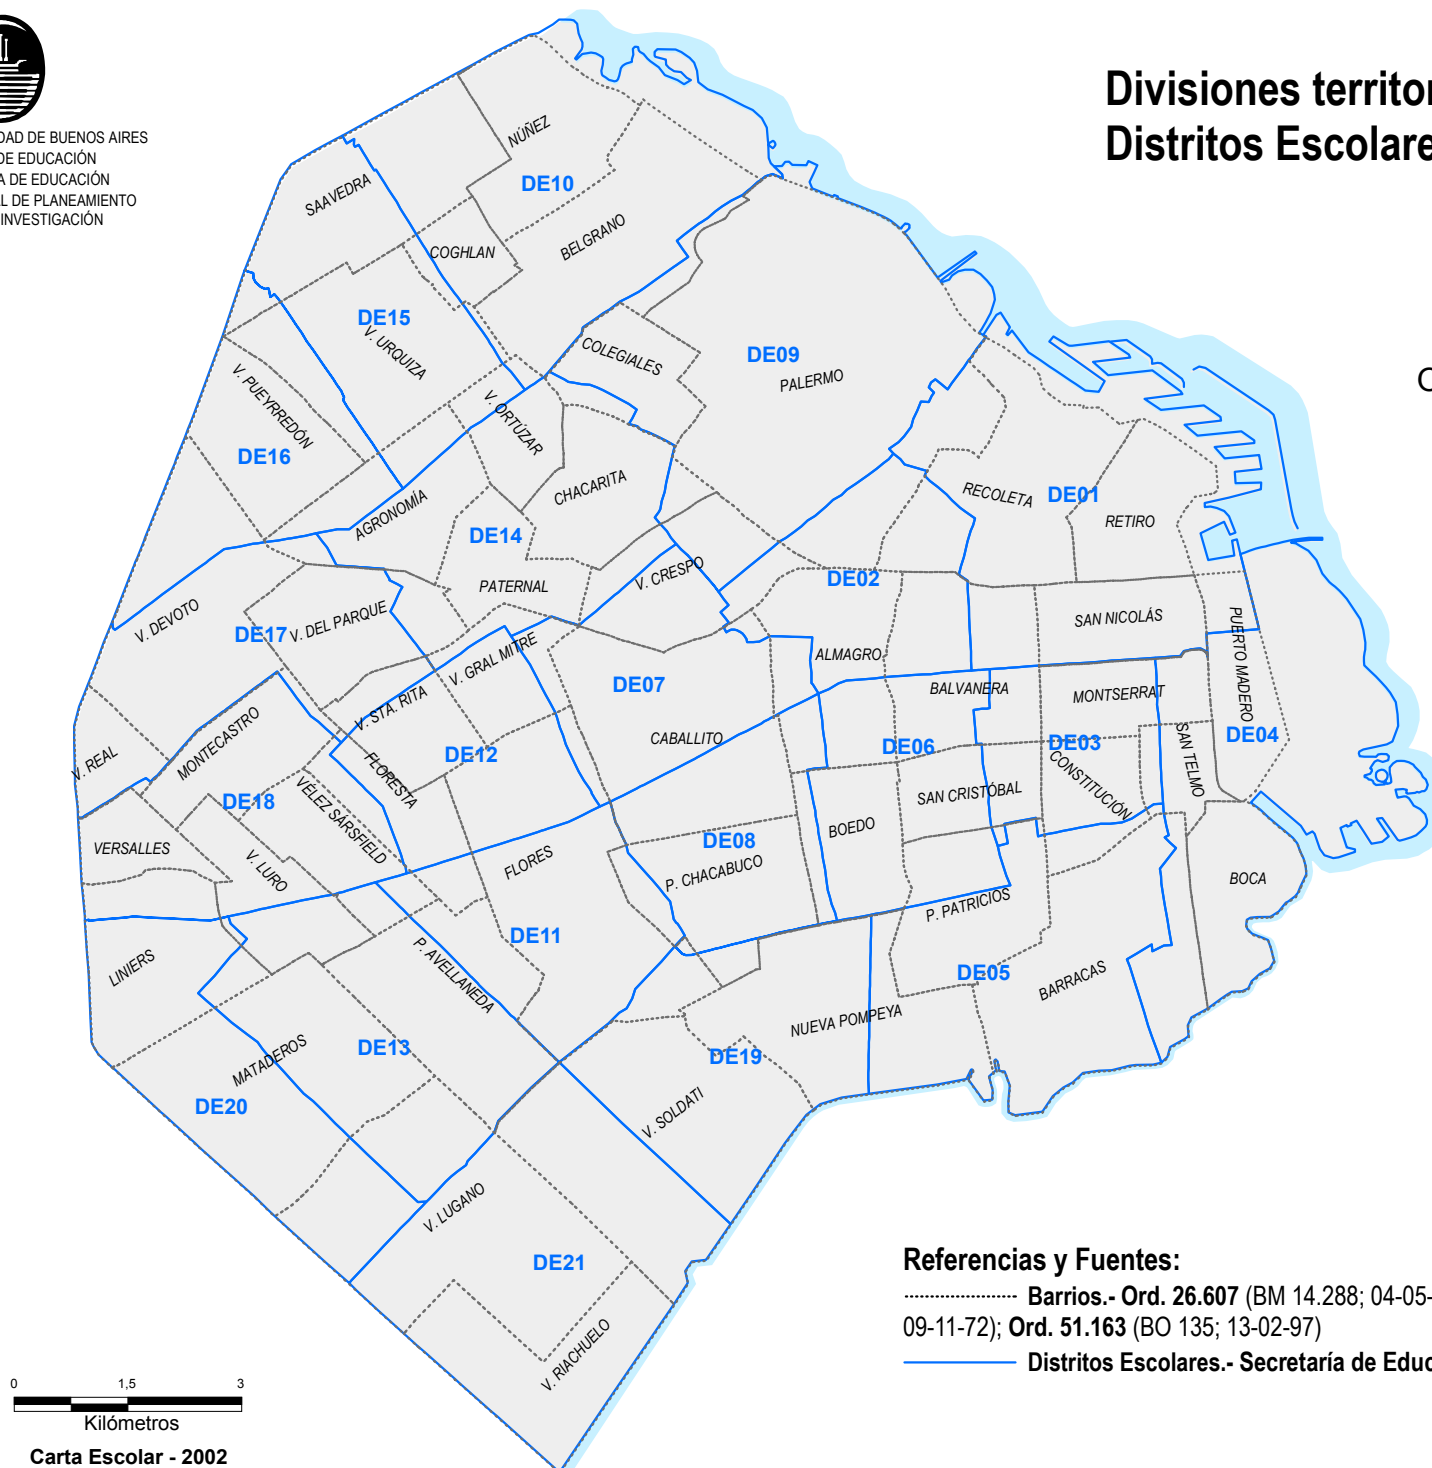 DAD DE BUENOS AIRES
DE EDUCACIÓN
A DE EDUCACIÓN
AL DE PLANEAMIENTO
INVESTIGACIÓN
Divisiones territor
Distritos Escolare
C
NÚÑEZ
SAAVEDRA
DE10
COGHLAN
BELGRANO
DE15
V. URQUIZA
COLEGIALES
DE09
PALERMO
V. PUEYRREDÓN
V. ORTÚZAR
DE16
CHACARITA
AGRONOMÍA
RECOLETA
DE01
RETIRO
DE14
PATERNAL
V. CRESPO
DE02
V. DEVOTO
DE17
V. DEL PARQUE
SAN NICOLÁS
PUERTO MADERO
V. GRAL MITRE
ALMAGRO
DE07
V. STA. RITA
BALVANERA
MONTSERRAT
MONTECASTRO
CABALLITO
DE04
V. REAL
DE12
DE06
DE03
SAN TELMO
FLORESTA
CONSTITUCIÓN
DE18
VÉLEZ SÁRSFIELD
SAN CRISTÓBAL
BOEDO
DE08
VERSALLES
V. LURO
FLORES
P. CHACABUCO
BOCA
P. PATRICIOS
DE11
LINIERS
P. AVELLANEDA
DE05
BARRACAS
NUEVA POMPEYA
MATADEROS
DE13
DE19
DE20
V. SOLDATI
V. LUGANO
DE21
V. RIACHUELO
Referencias y Fuentes:
Barrios.- Ord. 26.607 (BM 14.288; 04-05-
09-11-72); Ord. 51.163 (BO 135; 13-02-97)
Distritos Escolares.- Secretaría de Educ
0 1,5 3
Kilómetros
Carta Escolar - 2002